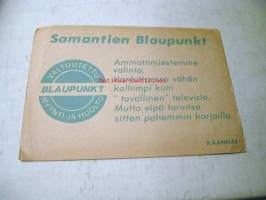 Samantien Blaupunkt
VALTUUTETTU
BLAUPUNKT
MYYNTI JA HUOLTO
Ammattimiestemme
valinta.
vähän
kalliimpi kuin
"tavallinen" televisio.
Mutta eipä tarvitse
sitten pahemmin korjailla.
KÄÄNNÄ!